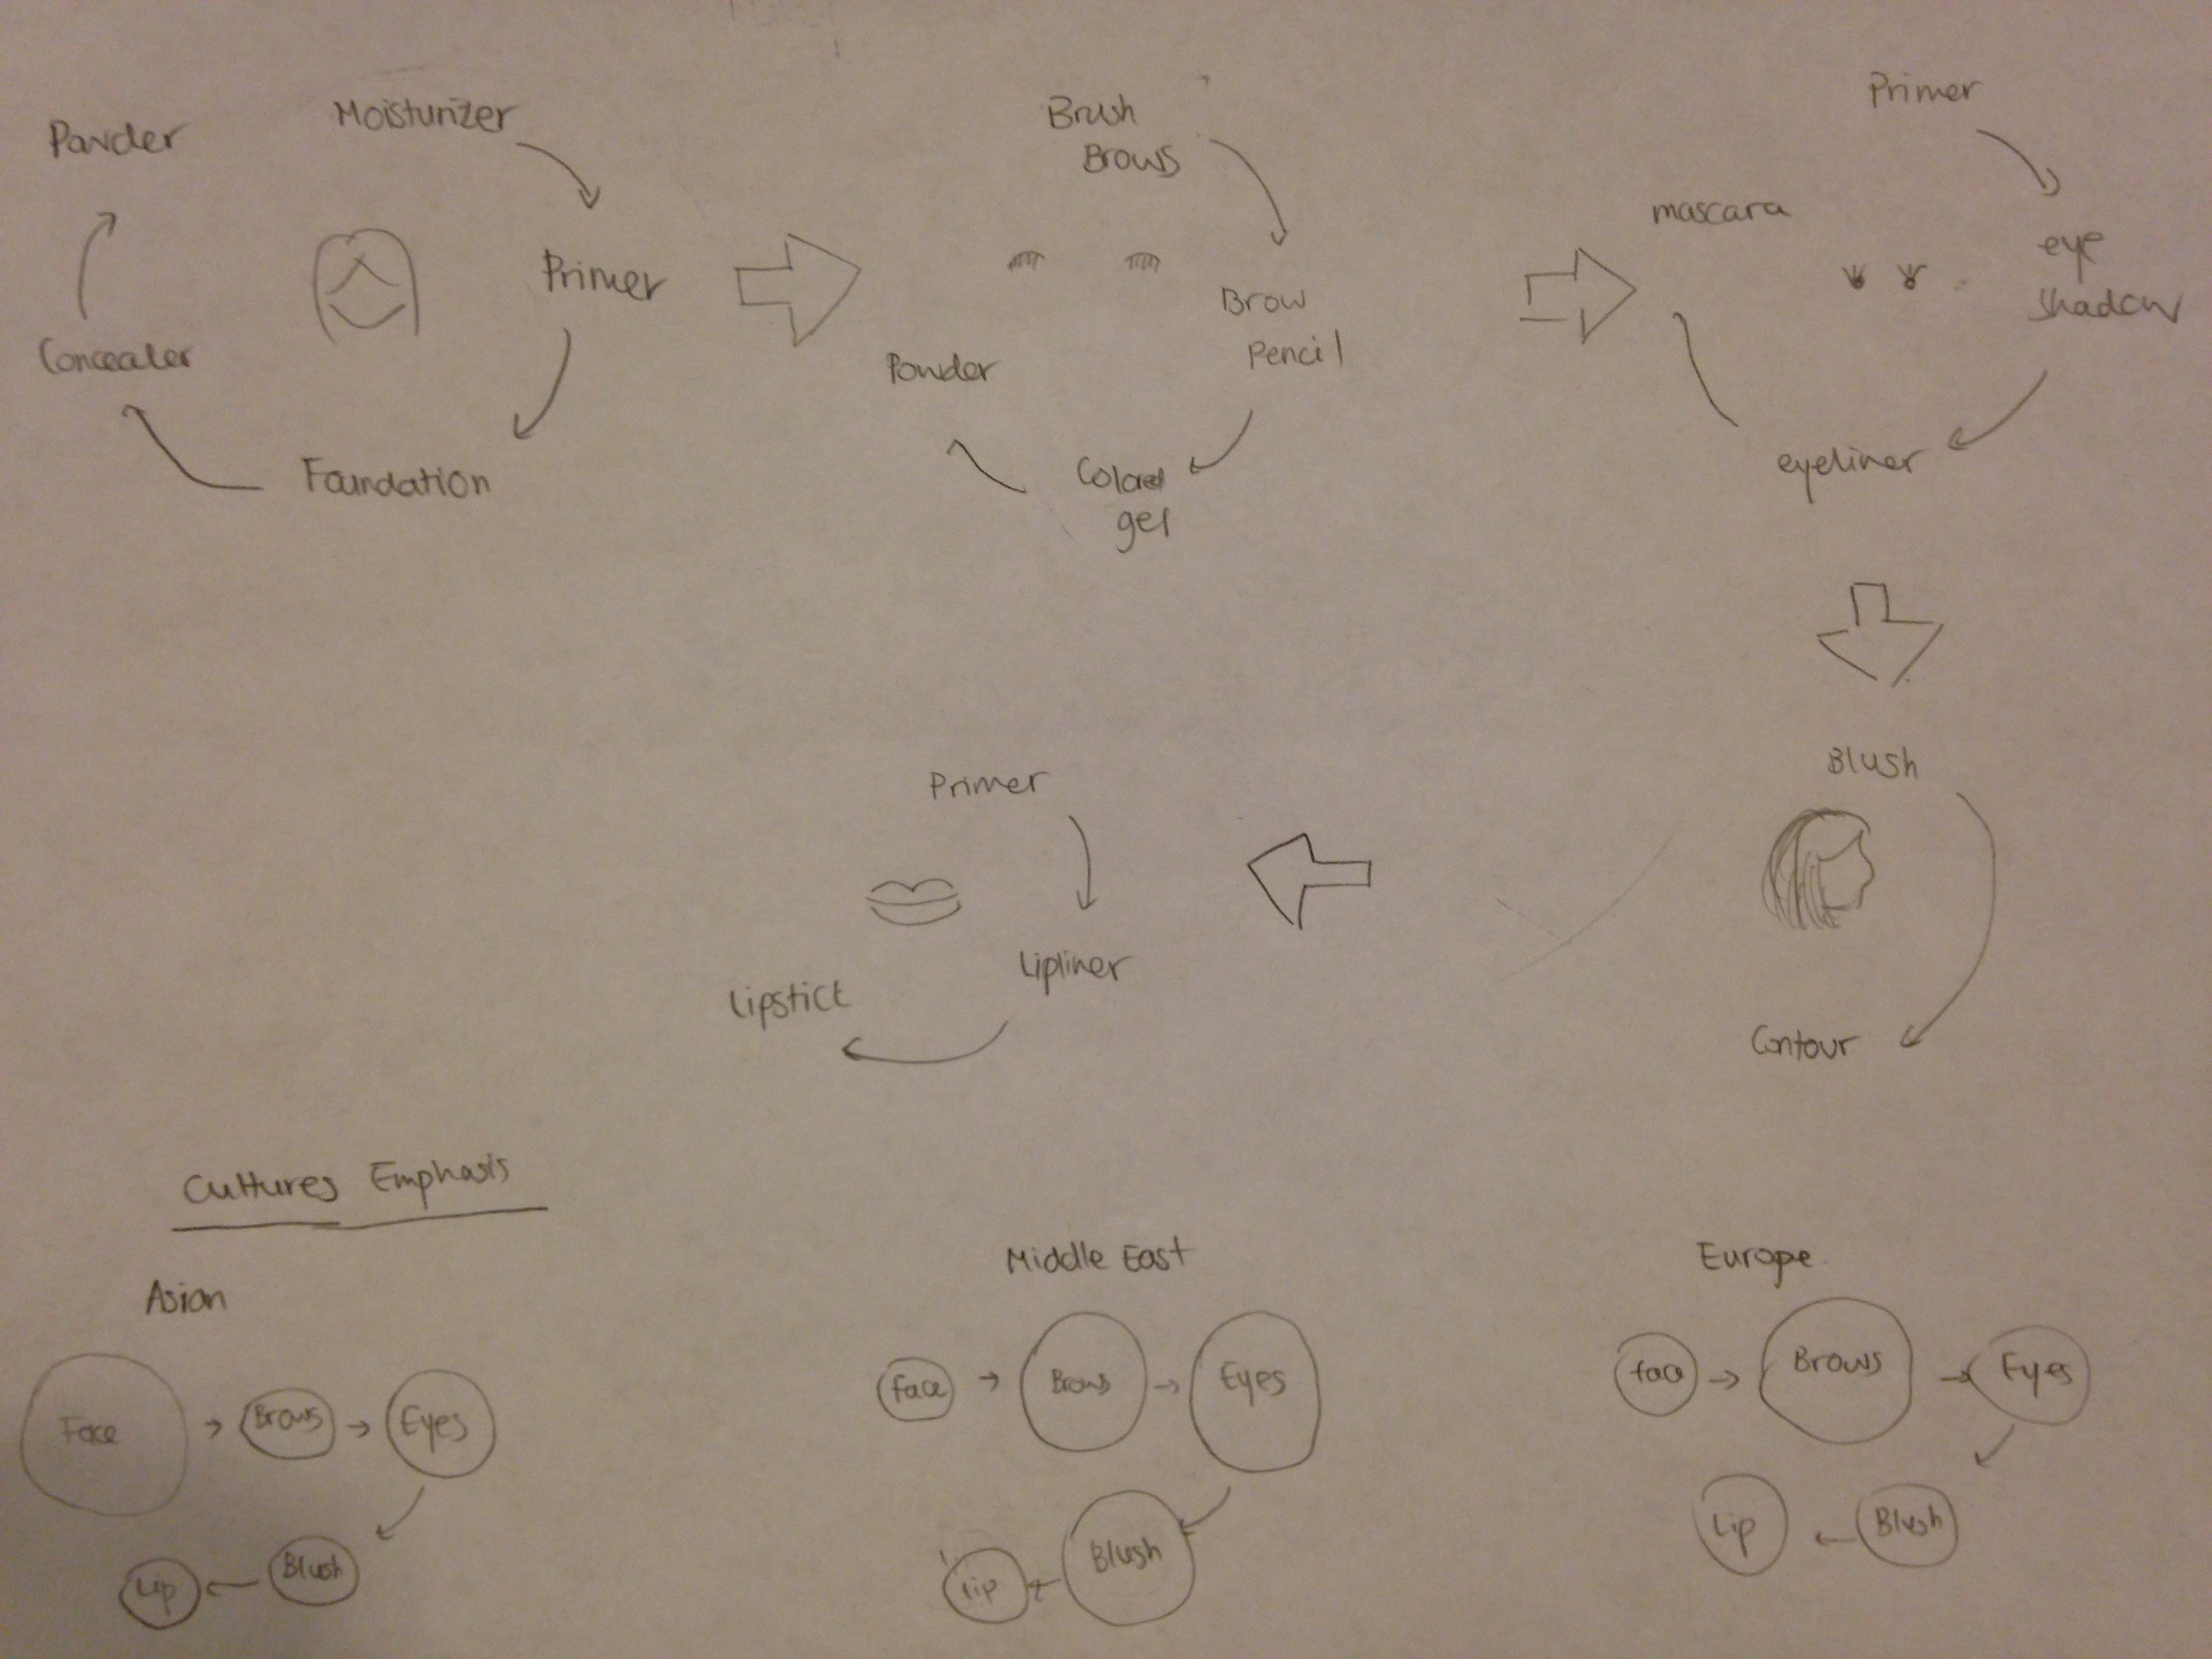 Moisturizer
Primer
Foundation
Concealer
Powder
Brush
Brows
Brow
Pencil
Colored
gel
Powder
Primer
eye
shadow
eyeliner
mascara
Blush
Contour
Primer
Lipliner
Lipstick
Cultures Emphasis
Asian
Face
Brows
Eyes
Blush
Lip
Middle East
face
Brows
Eyes
Blush
Lip
Europe
face
Brows
Eyes
Blush
Lip